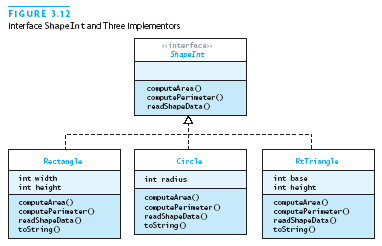 FIGURE 3.12
Interface ShapeInt and Three Implementors
«interface»
ShapeInt
computeArea()
computePerimeter()
readShapeData()
Rectangle
int width
int height
computeArea()
computePerimeter()
readShapeData()
toString()
Circle
int radius
computeArea()
computePerimeter()
readShapeData()
toString()
RtTriangle
int base
int height
computeArea()
computePerimeter()
readShapeData()
toString()